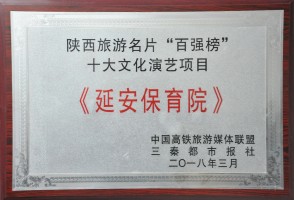 陕西旅游名片“百强榜”
十大文化演艺项目
《延安保育院》
中国高铁旅游媒体联盟
三秦都市报社
二〇一八年三月